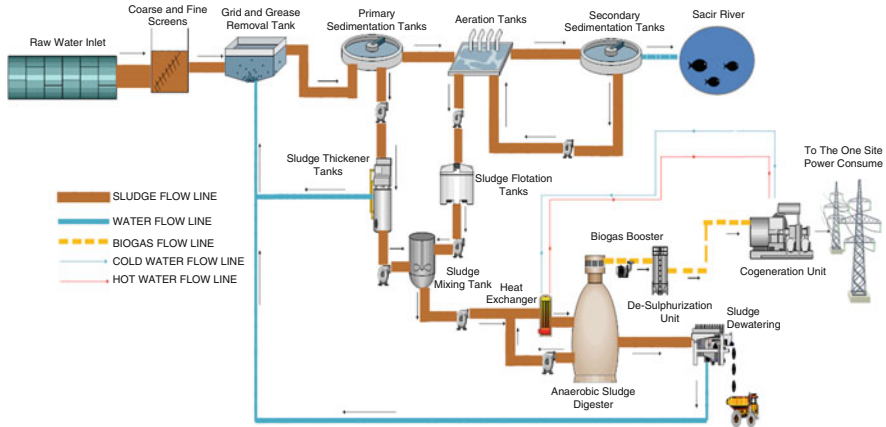 Raw Water Inlet
Coarse and Fine
Screens
Grid and Grease
Removal Tank
Primary
Sedimentation Tanks
Aeration Tanks
Secondary
Sedimentation Tanks
Sacir River
Sludge Thickener
Tanks
Sludge Flotation
Tanks
To The One Site
Power Consume
SLUDGE FLOW LINE
WATER FLOW LINE
BIOGAS FLOW LINE
COLD WATER FLOW LINE
HOT WATER FLOW LINE
Sludge
Mixing Tank
Heat
Exchanger
Biogas Booster
De-Sulphurization
Unit
Cogeneration Unit
Sludge
Dewatering
Anaerobic Sludge
Digester